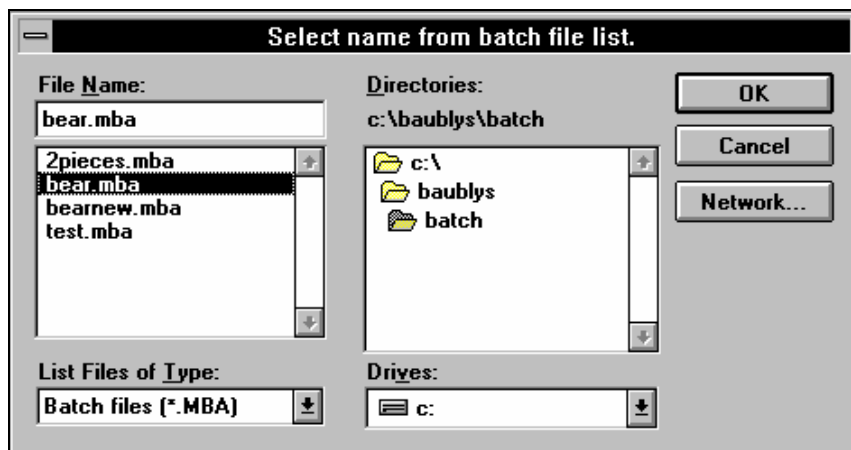 Select name from batch file list.
File Name:
bear.mba
2pieces.mba
bear.mba
bearnew.mba
test.mba
List Files of Type:
Batch files (*.MBA)
Directories:
c:\baublys\batch
c:\
baublys
batch
Drives:
c:
OK
Cancel
Network...